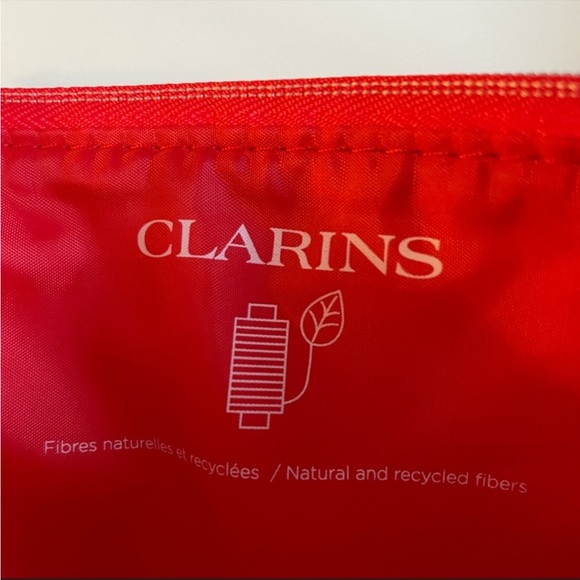 CLARINS
Fibres naturelles et recyclées / Natural and recycled fibers